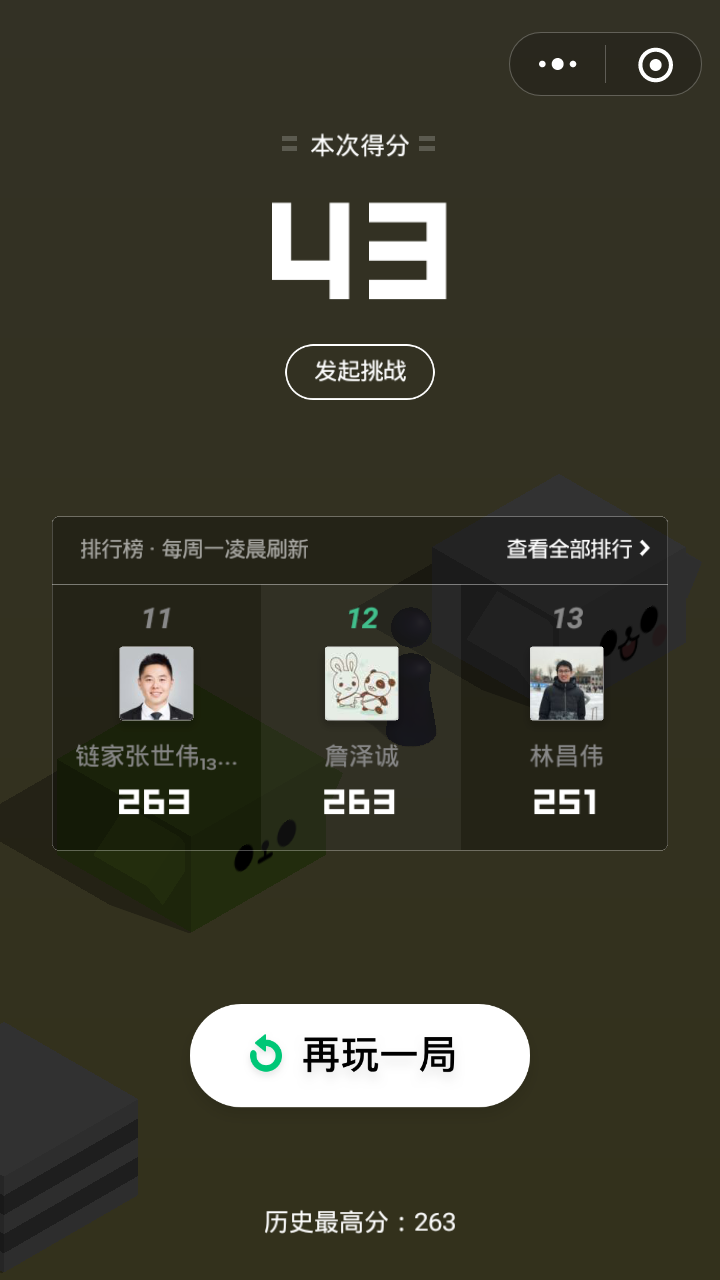 本次得分
43
发起挑战
排行榜 · 每周一凌晨刷新
查看全部排行
11
12
13
链家张世伟13...
詹泽诚
林昌伟
263
263
251
再玩一局
历史最高分：263